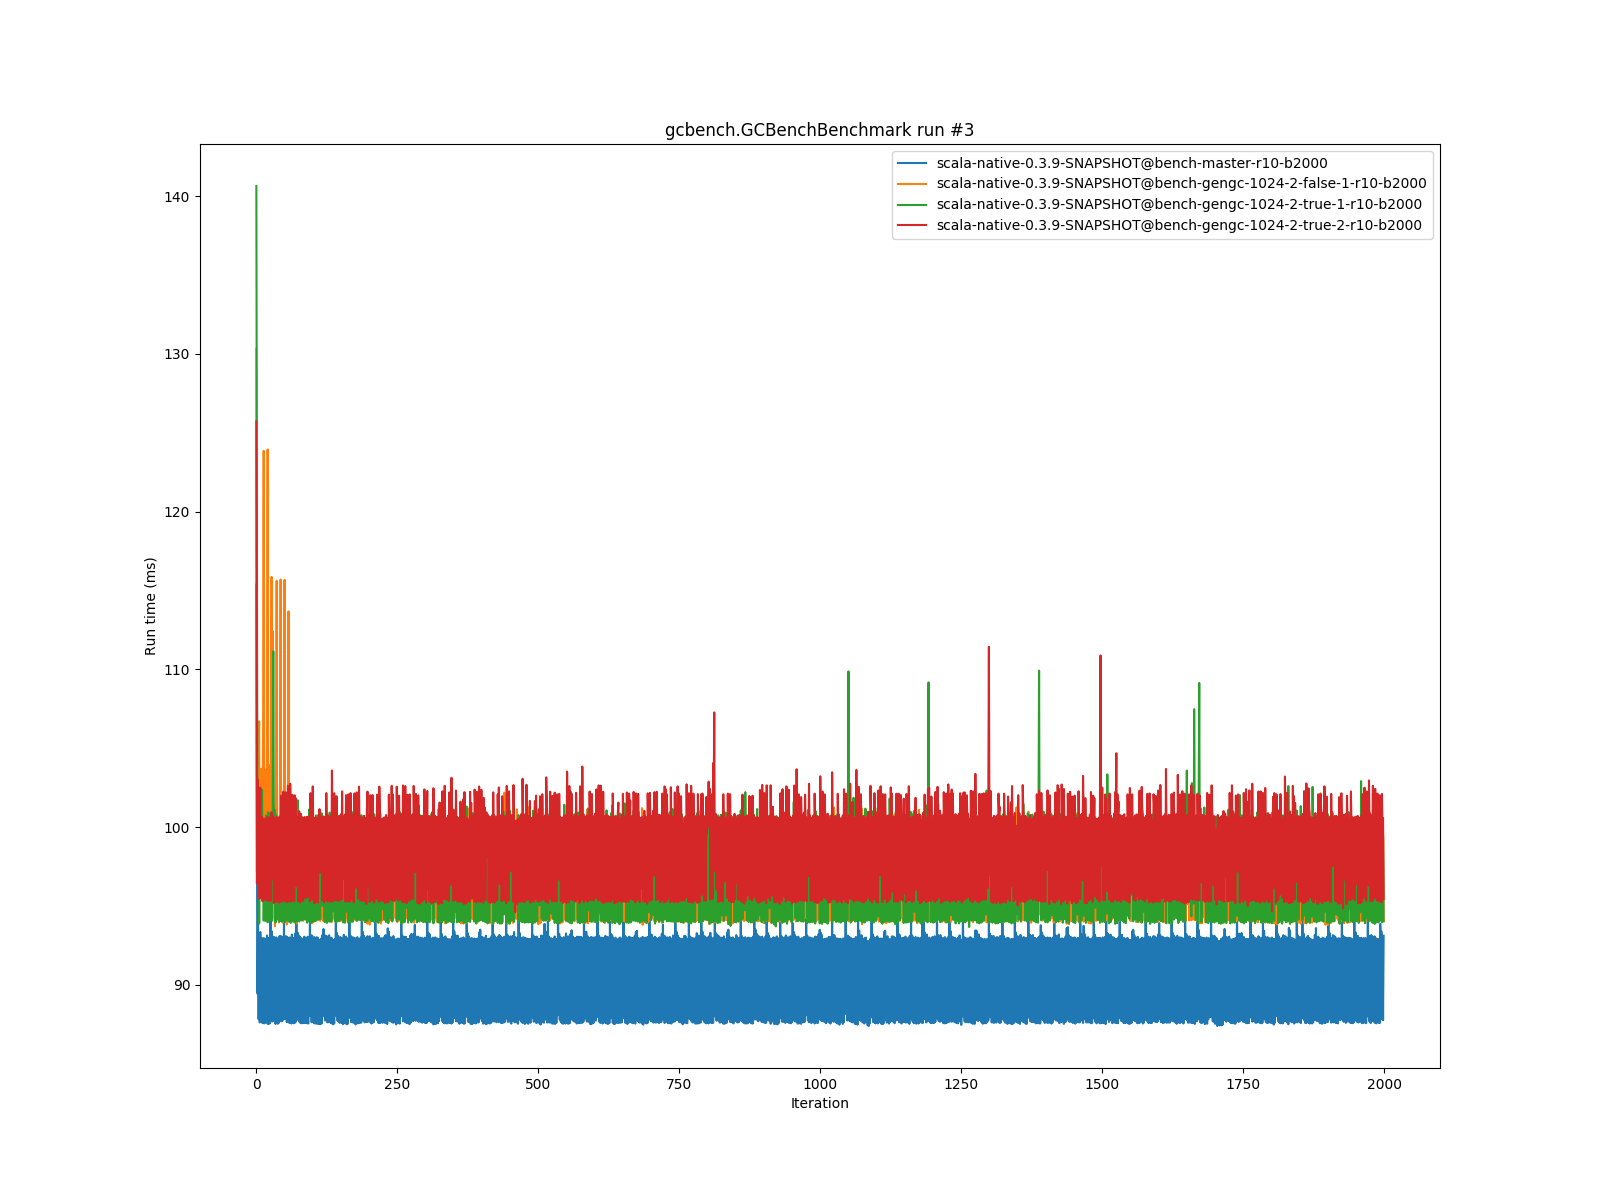 gcbench.GCBenchBenchmark run #3
scala-native-0.3.9-SNAPSHOT@bench-master-r10-b2000
scala-native-0.3.9-SNAPSHOT@bench-gengc-1024-2-false-1-r10-b2000
scala-native-0.3.9-SNAPSHOT@bench-gengc-1024-2-true-1-r10-b2000
scala-native-0.3.9-SNAPSHOT@bench-gengc-1024-2-true-2-r10-b2000
Run time (ms)
140
130
120
110
100
90
0 250 500 750 1000 1250 1500 1750 2000
Iteration